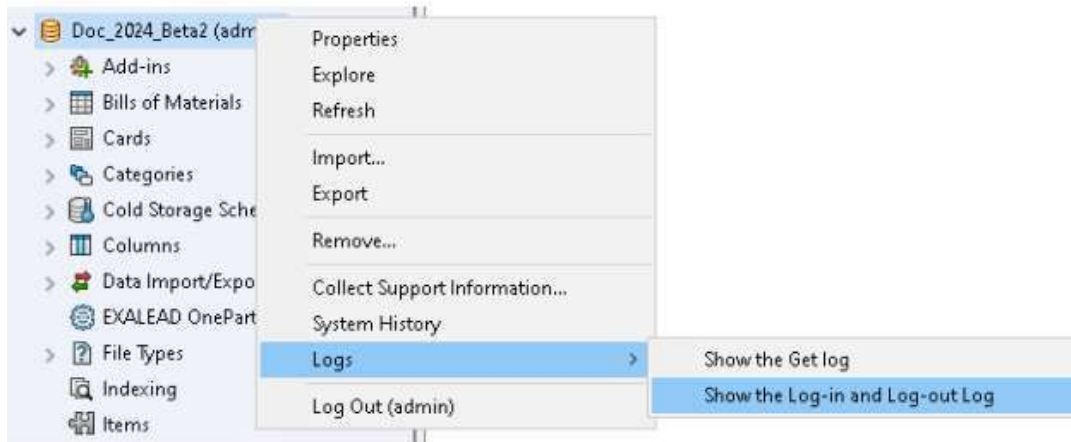 Doc_2024_Beta2 (adm
Add-ins
Bills of Materials
Cards
Categories
Cold Storage Sche
Columns
Data Import/Expo
EXALEAD OnePart
File Types
Indexing
Items
Properties
Explore
Refresh
Import...
Export
Remove...
Collect Support Information...
System History
Logs
Log Out (admin)
Show the Get log
Show the Log-in and Log-out Log